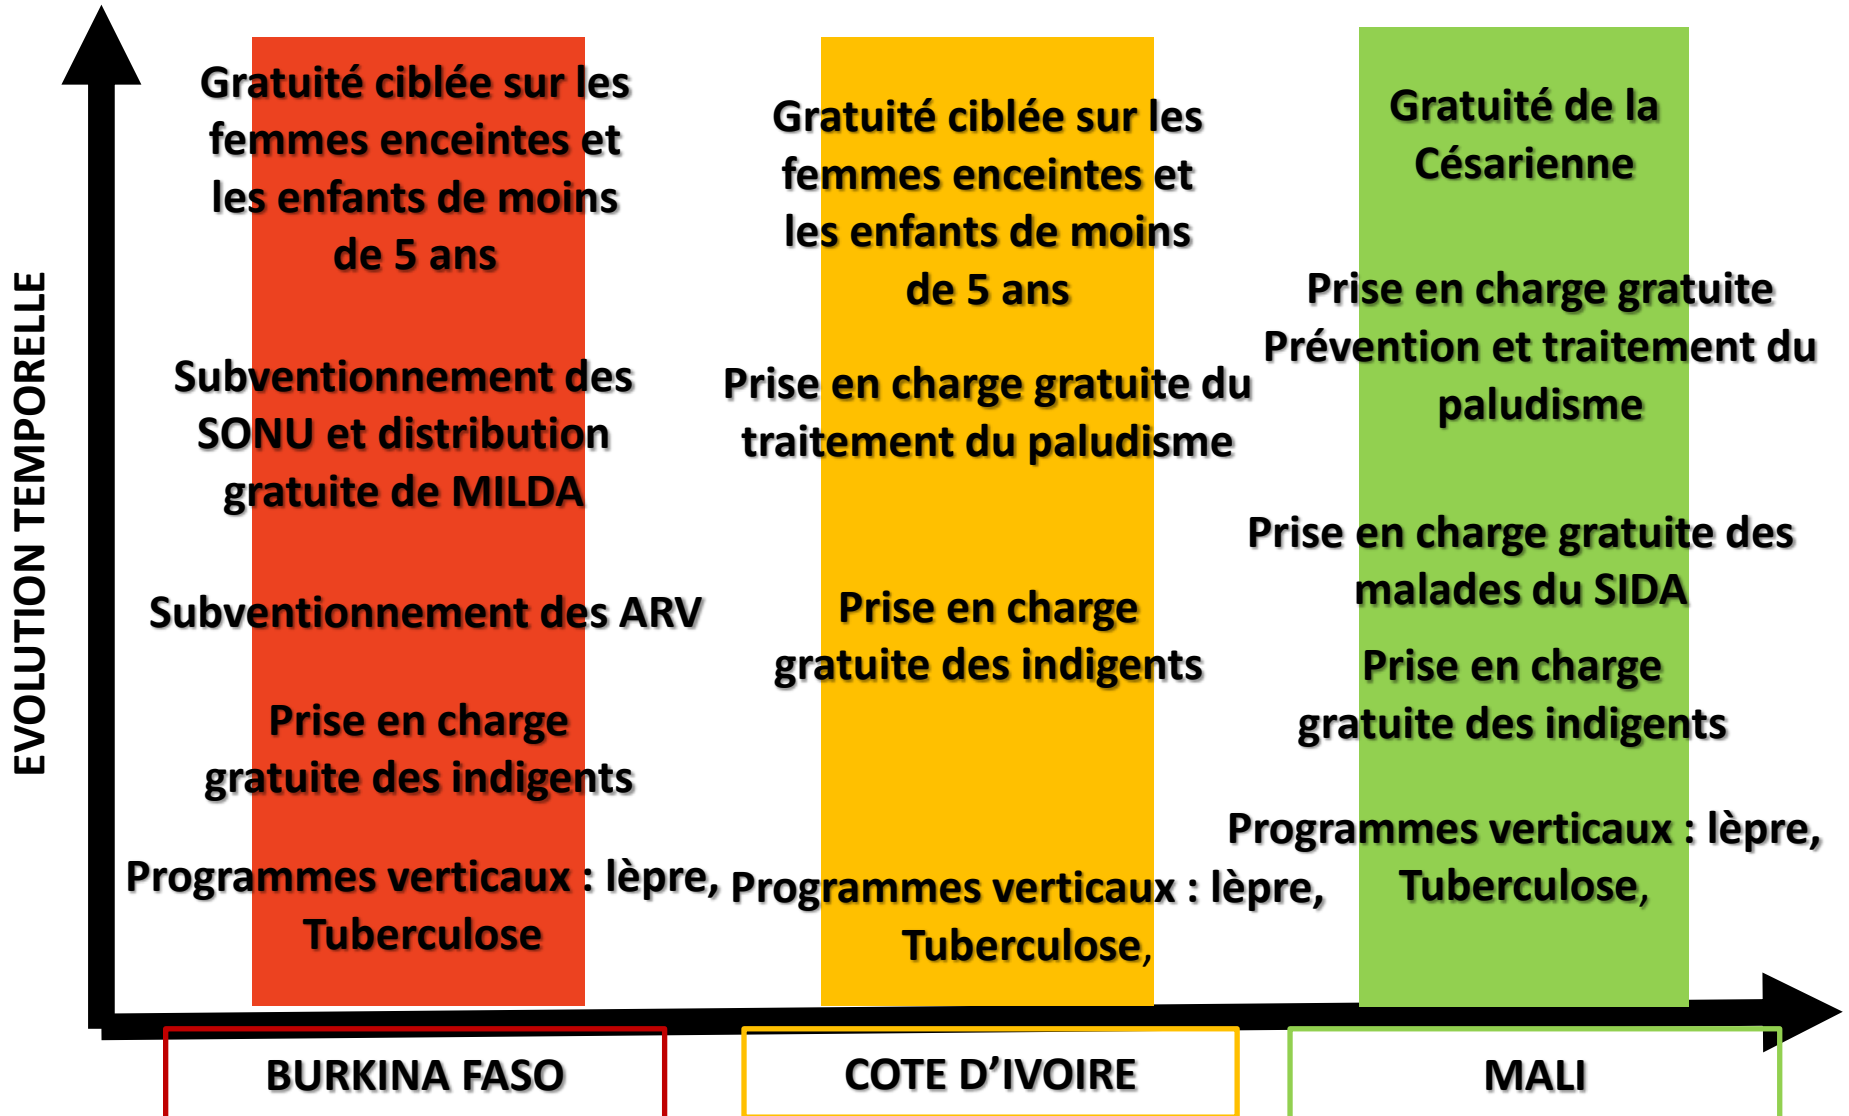 EVOLUTION TEMPORELLE
Gratuité ciblée sur les
femmes enceintes et
les enfants de moins
de 5 ans
Subventionnement des
SONU et distribution
gratuite de MILDA
Subventionnement des ARV
Prise en charge
gratuite des indigents
Programmes verticaux : lèpre,
Tuberculose
BURKINA FASO
Gratuité ciblée sur les
femmes enceintes et
les enfants de moins
de 5 ans
Prise en charge gratuite du
traitement du paludisme
Prise en charge
gratuite des indigents
Programmes verticaux : lèpre,
Tuberculose,
COTE D’IVOIRE
Gratuité de la
Césarienne
Prise en charge gratuite
Prévention et traitement du
paludisme
Prise en charge gratuite des
malades du SIDA
Prise en charge
gratuite des indigents
Programmes verticaux : lèpre,
Tuberculose,
MALI